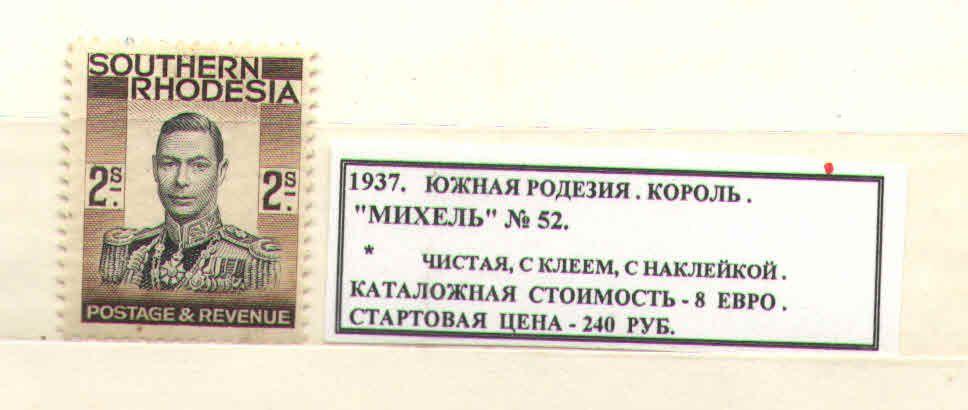 SOUTHERN
RHODESIA
2s. 2s.
POSTAGE & REVENUE
1937. ЮЖНАЯ РОДЕЗИЯ . КОРОЛЬ .
"МИХЕЛЬ" № 52.
* ЧИСТАЯ, С КЛЕЕМ, С НАКЛЕЙКОЙ .
КАТАЛОЖНАЯ СТОИМОСТЬ - 8 ЕВРО .
СТАРТОВАЯ ЦЕНА - 240 РУБ.